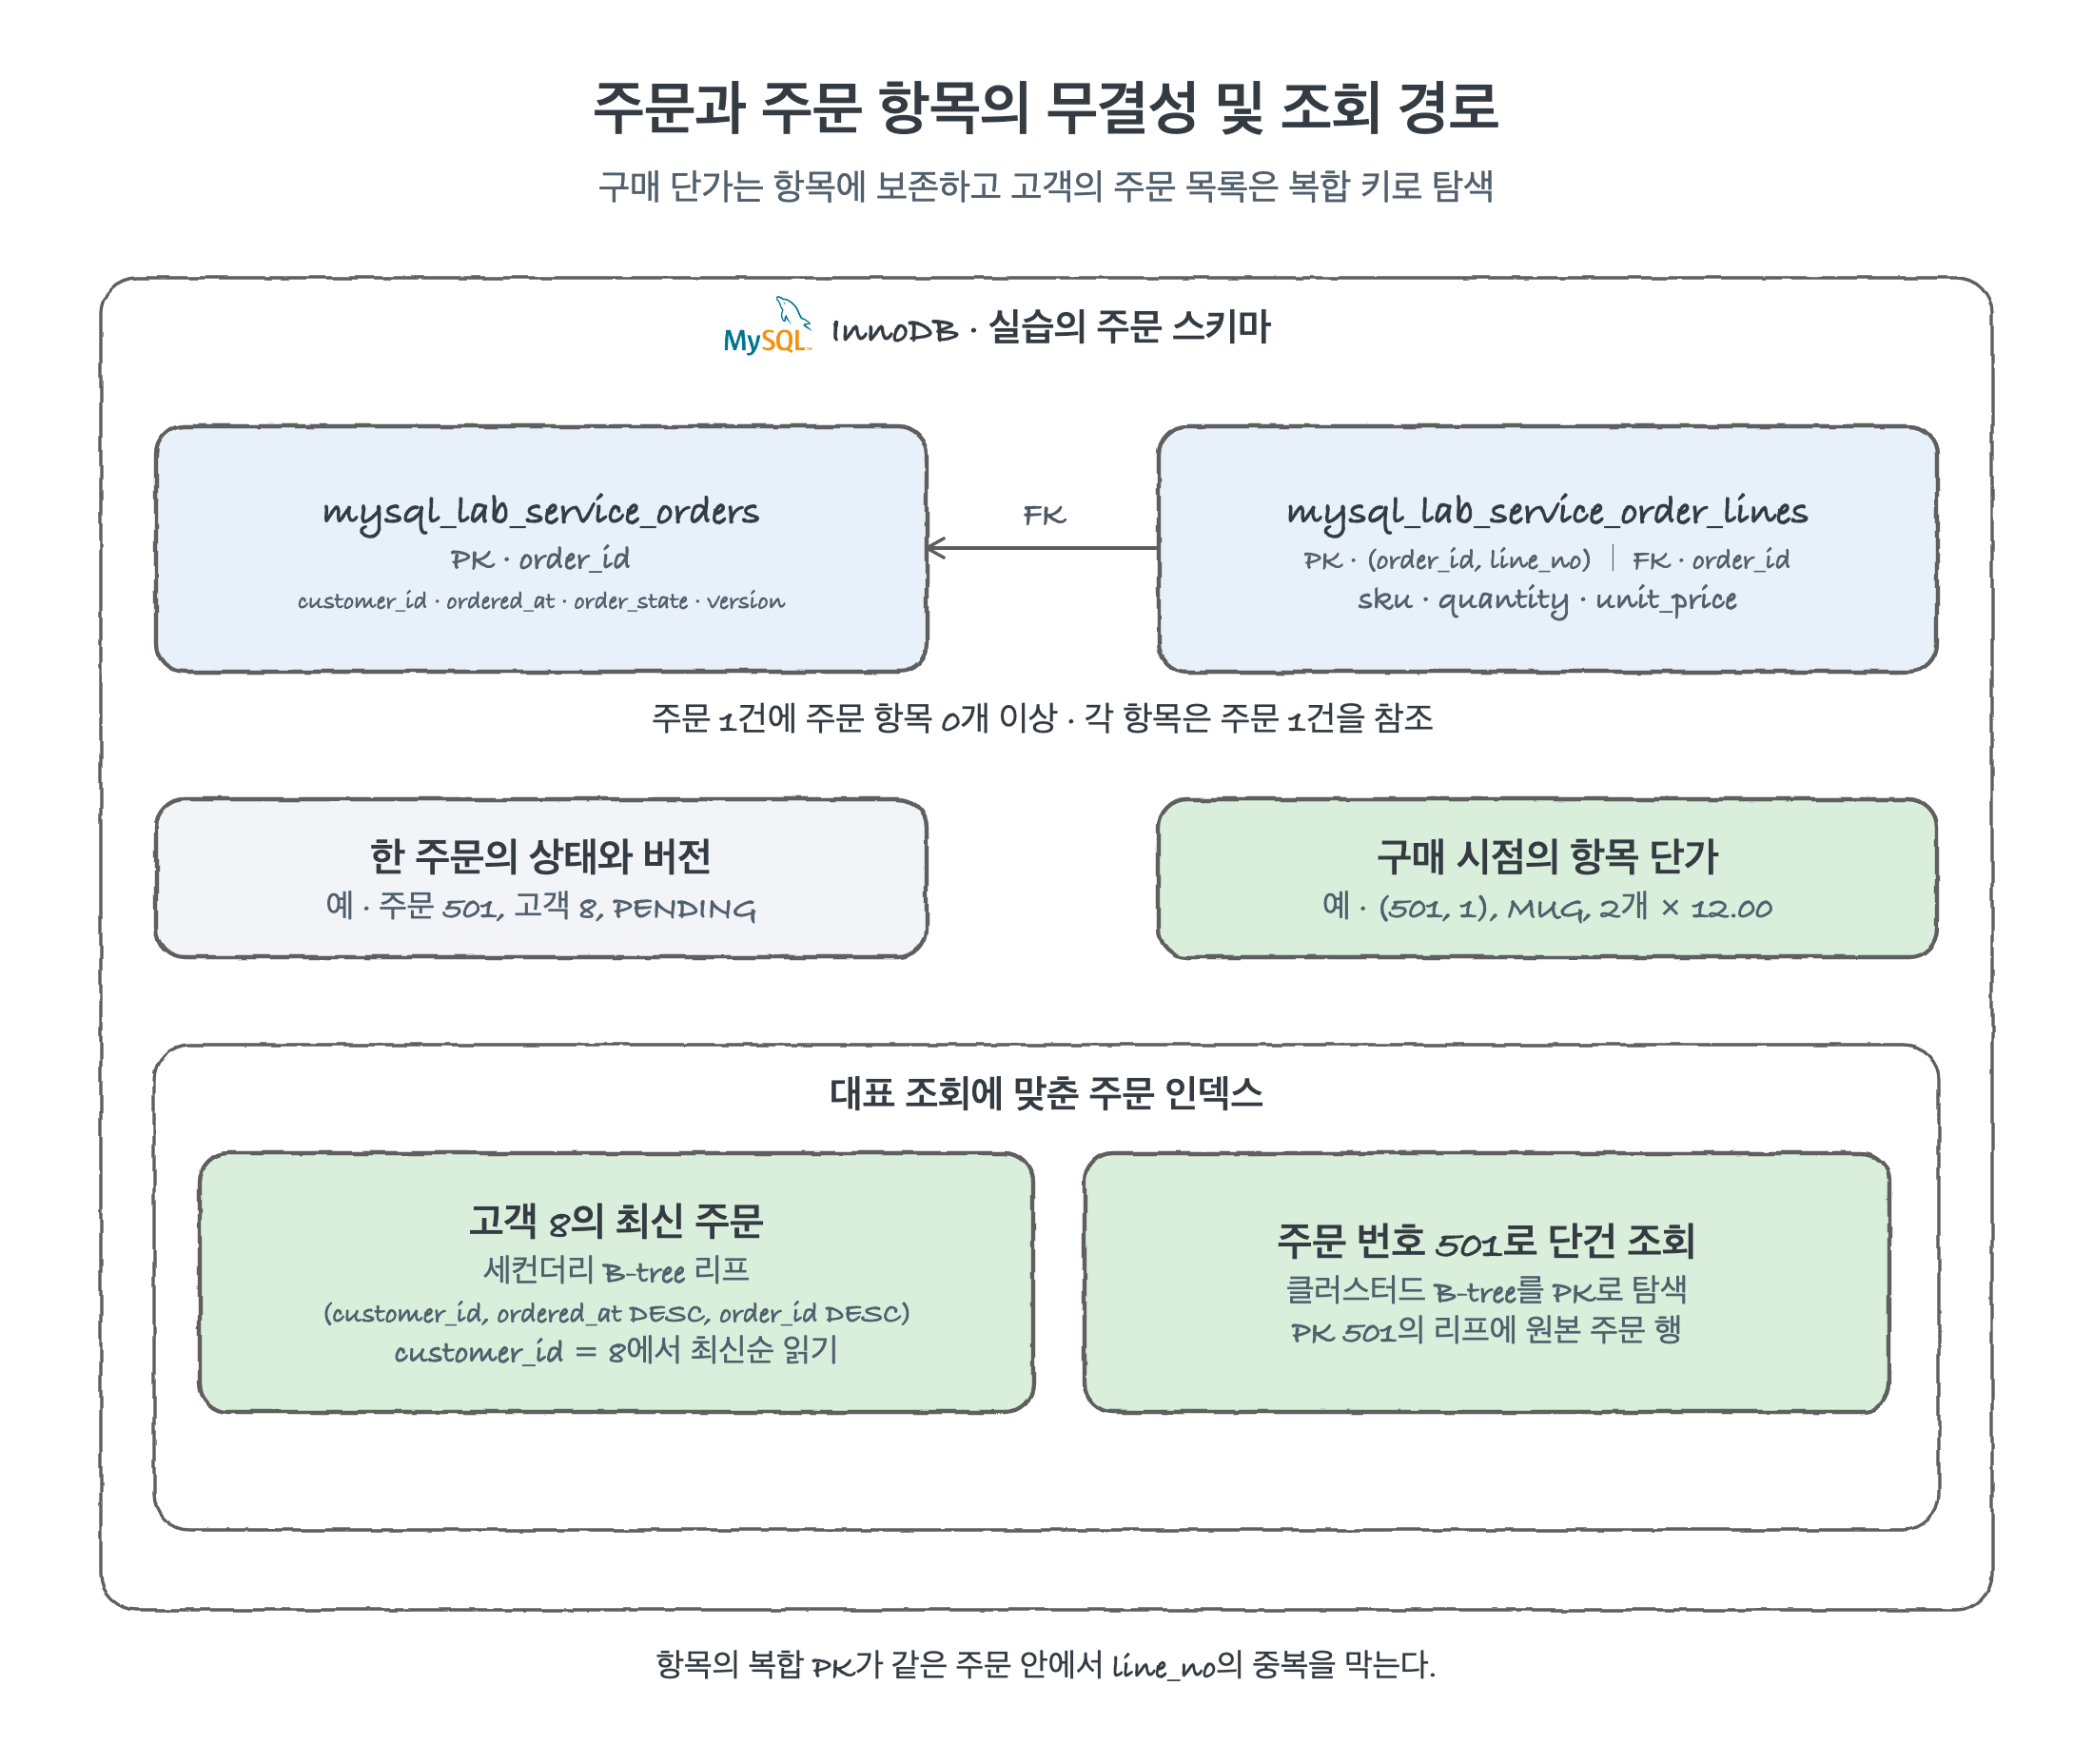 주문과 주문 항목의 무결성 및 조회 경로
구매 단가는 항목에 보존하고 고객의 주문 목록은 복합 키로 탐색
MySQL™ InnoDB · 실습의 주문 스키마
mysql_lab_service_orders
PK · order_id
customer_id · ordered_at · order_state · version
FK
mysql_lab_service_order_lines
PK · (order_id, line_no) | FK · order_id
sku · quantity · unit_price
주문 1건에 주문 항목 0개 이상 · 각 항목은 주문 1건을 참조
한 주문의 상태와 버전
예 · 주문 501, 고객 8, PENDING
구매 시점의 항목 단가
예 · (501, 1), MUG, 2개 × 12.00
대표 조회에 맞춘 주문 인덱스
고객 8의 최신 주문
세컨더리 B-tree 리프
(customer_id, ordered_at DESC, order_id DESC)
customer_id = 8에서 최신순 읽기
주문 번호 501로 단건 조회
클러스터드 B-tree를 PK로 탐색
PK 501의 리프에 원본 주문 행
항목의 복합 PK가 같은 주문 안에서 line_no의 중복을 막는다.